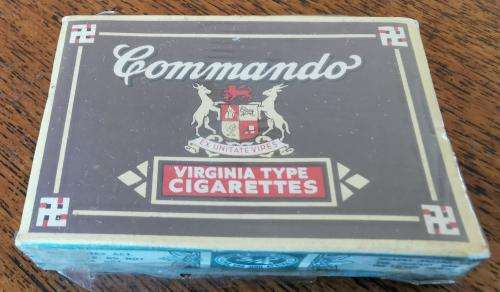 Commando
EX UNITATE VIRES
VIRGINIA TYPE
CIGARETTES